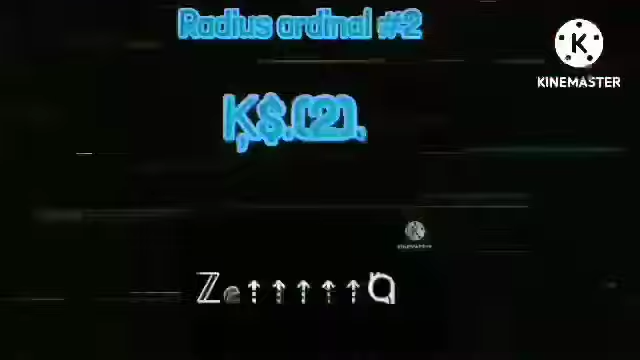 Radius ordinal #2
KINEMASTER
Ķ$.(2).
ℤe⇡⇡⇡⇡⇡